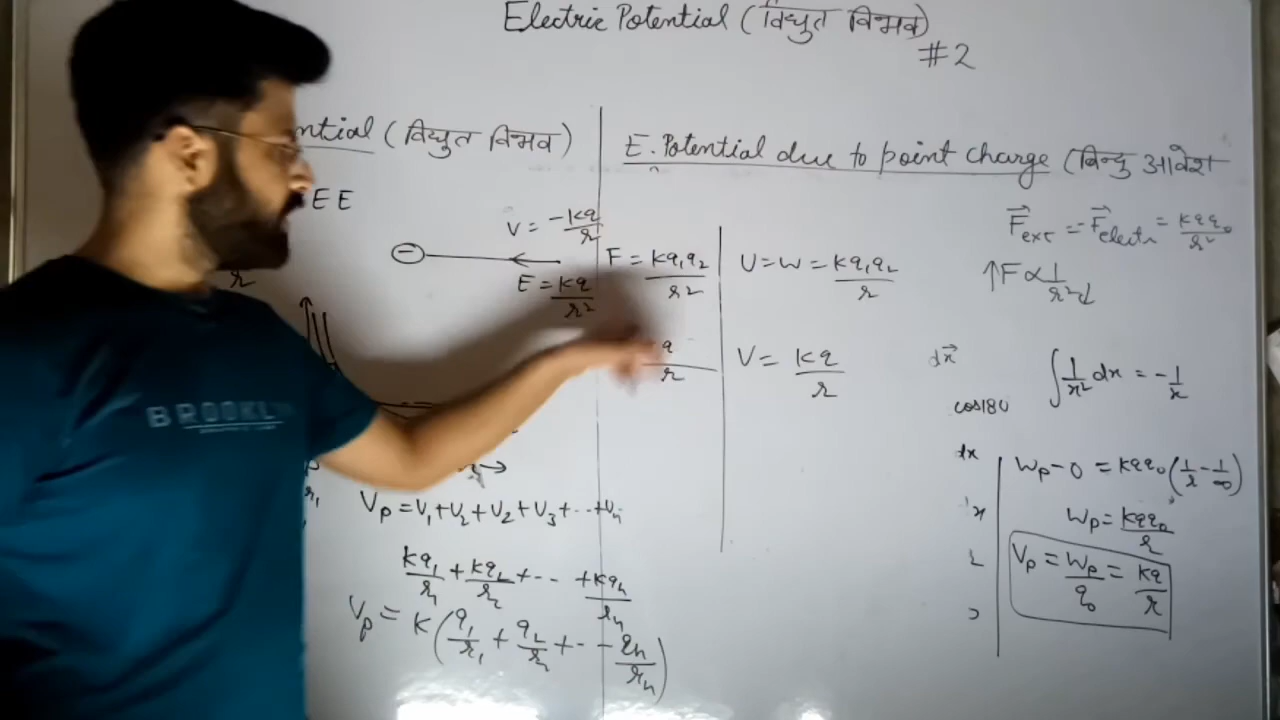 Electric Potential (विद्युत विभव)
#2
ntial (विद्युत विभव)
EE
V = -kq/r
E = kq/r²
BROOKL
Vp = V₁+V₂+V₂+V₃+...+Vn
kq₁/r₁ + kq₂/r₂ + -- + kqn/rn
Vp = K(q₁/r₁ + q₂/r₂ + -- qn/rn)
E. Potential due to point charge (बिन्दु आवेश
F = kq₁q₂/r²
U = W = kq₁q₂/r
V = kq/r
F⃗ext = -F⃗electr = kqq₀/r²
↑F ∝ 1/r²↓
dx⃗
∫1/x² dx = -1/x
cos180
dx
Wp-0 = kqq₀(1/r - 1/∞)
Wp = kqq₀/r
Vp = Wp/q₀ = kq/r